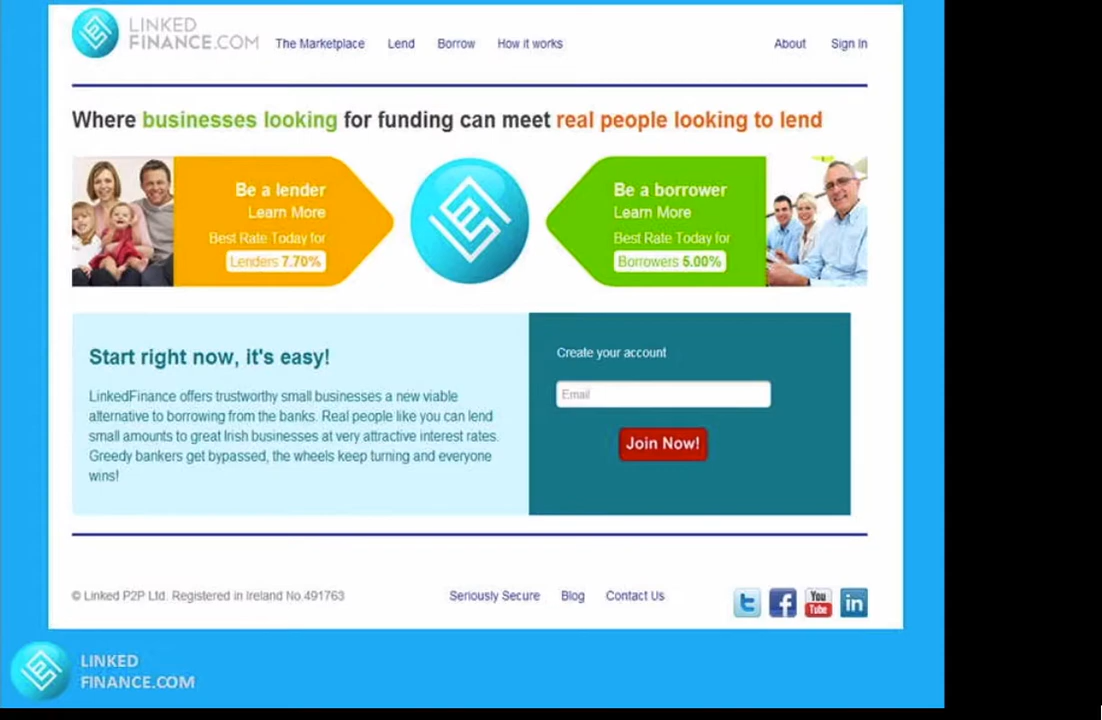 LINKED
FINANCE.COM
The Marketplace Lend Borrow How it works About Sign In
Where businesses looking for funding can meet real people looking to lend
Be a lender
Learn More
Best Rate Today for
Lenders 7.70%
Be a borrower
Learn More
Best Rate Today for
Borrowers 5.00%
Start right now, it's easy!
LinkedFinance offers trustworthy small businesses a new viable
alternative to borrowing from the banks. Real people like you can lend
small amounts to great Irish businesses at very attractive interest rates.
Greedy bankers get bypassed, the wheels keep turning and everyone
wins!
Create your account
Email
Join Now!
© Linked P2P Ltd. Registered in Ireland No.491763 Seriously Secure Blog Contact Us
You
Tube
in
LINKED
FINANCE.COM